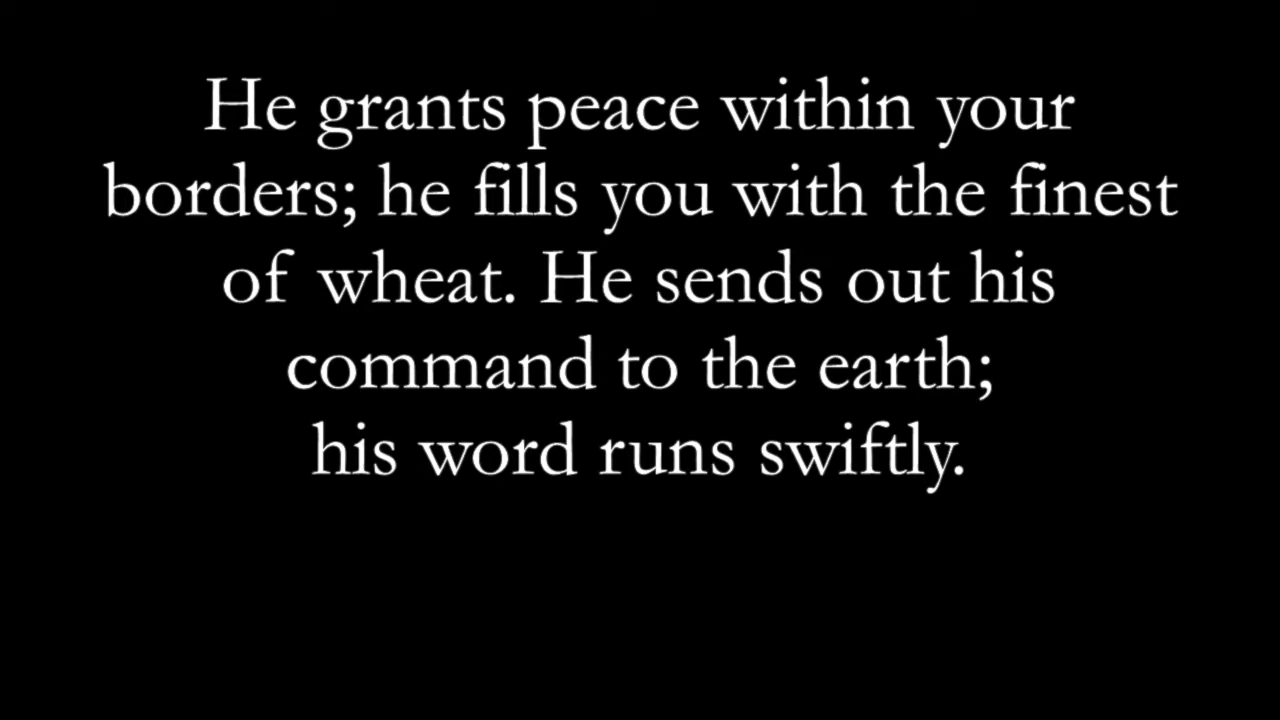 He grants peace within your
borders; he fills you with the finest
of wheat. He sends out his
command to the earth;
his word runs swiftly.